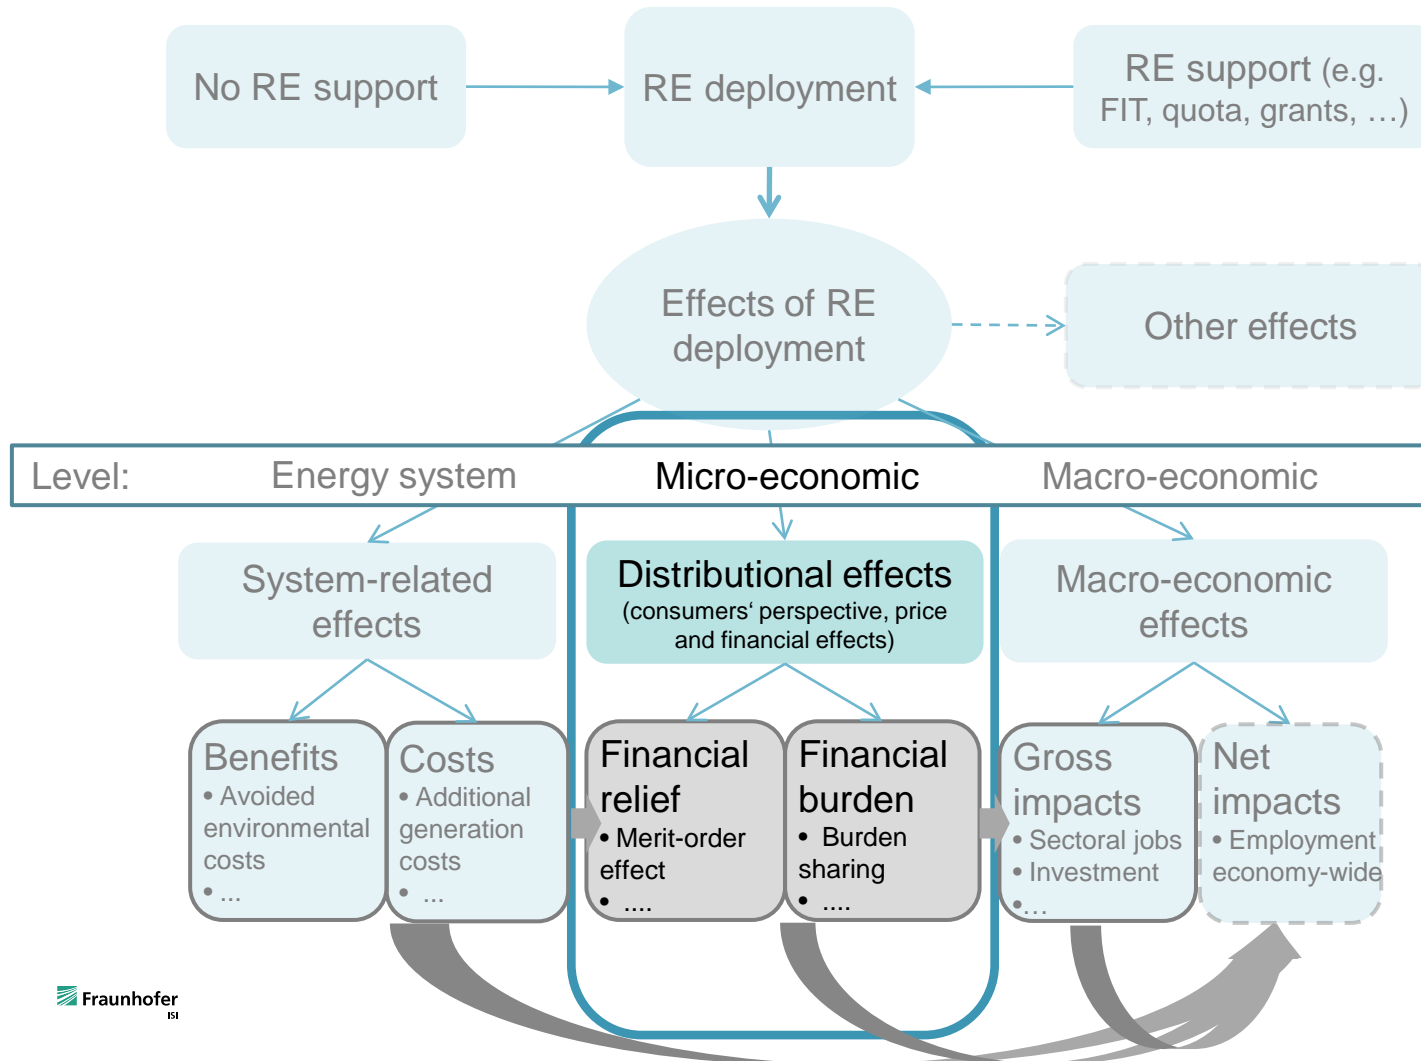 No RE support
RE deployment
RE support (e.g.
FIT, quota, grants, …)
Effects of RE
deployment
Other effects
Level:
Energy system
Micro-economic
Macro-economic
System-related
effects
Distributional effects
(consumers‘ perspective, price
and financial effects)
Macro-economic
effects
Benefits
• Avoided
environmental
costs
• ...
Costs
• Additional
generation
costs
• ...
Financial
relief
• Merit-order
effect
• ....
Financial
burden
• Burden
sharing
• ....
Gross
impacts
• Sectoral jobs
• Investment
•…
Net
impacts
• Employment
economy-wide
Fraunhofer
ISI